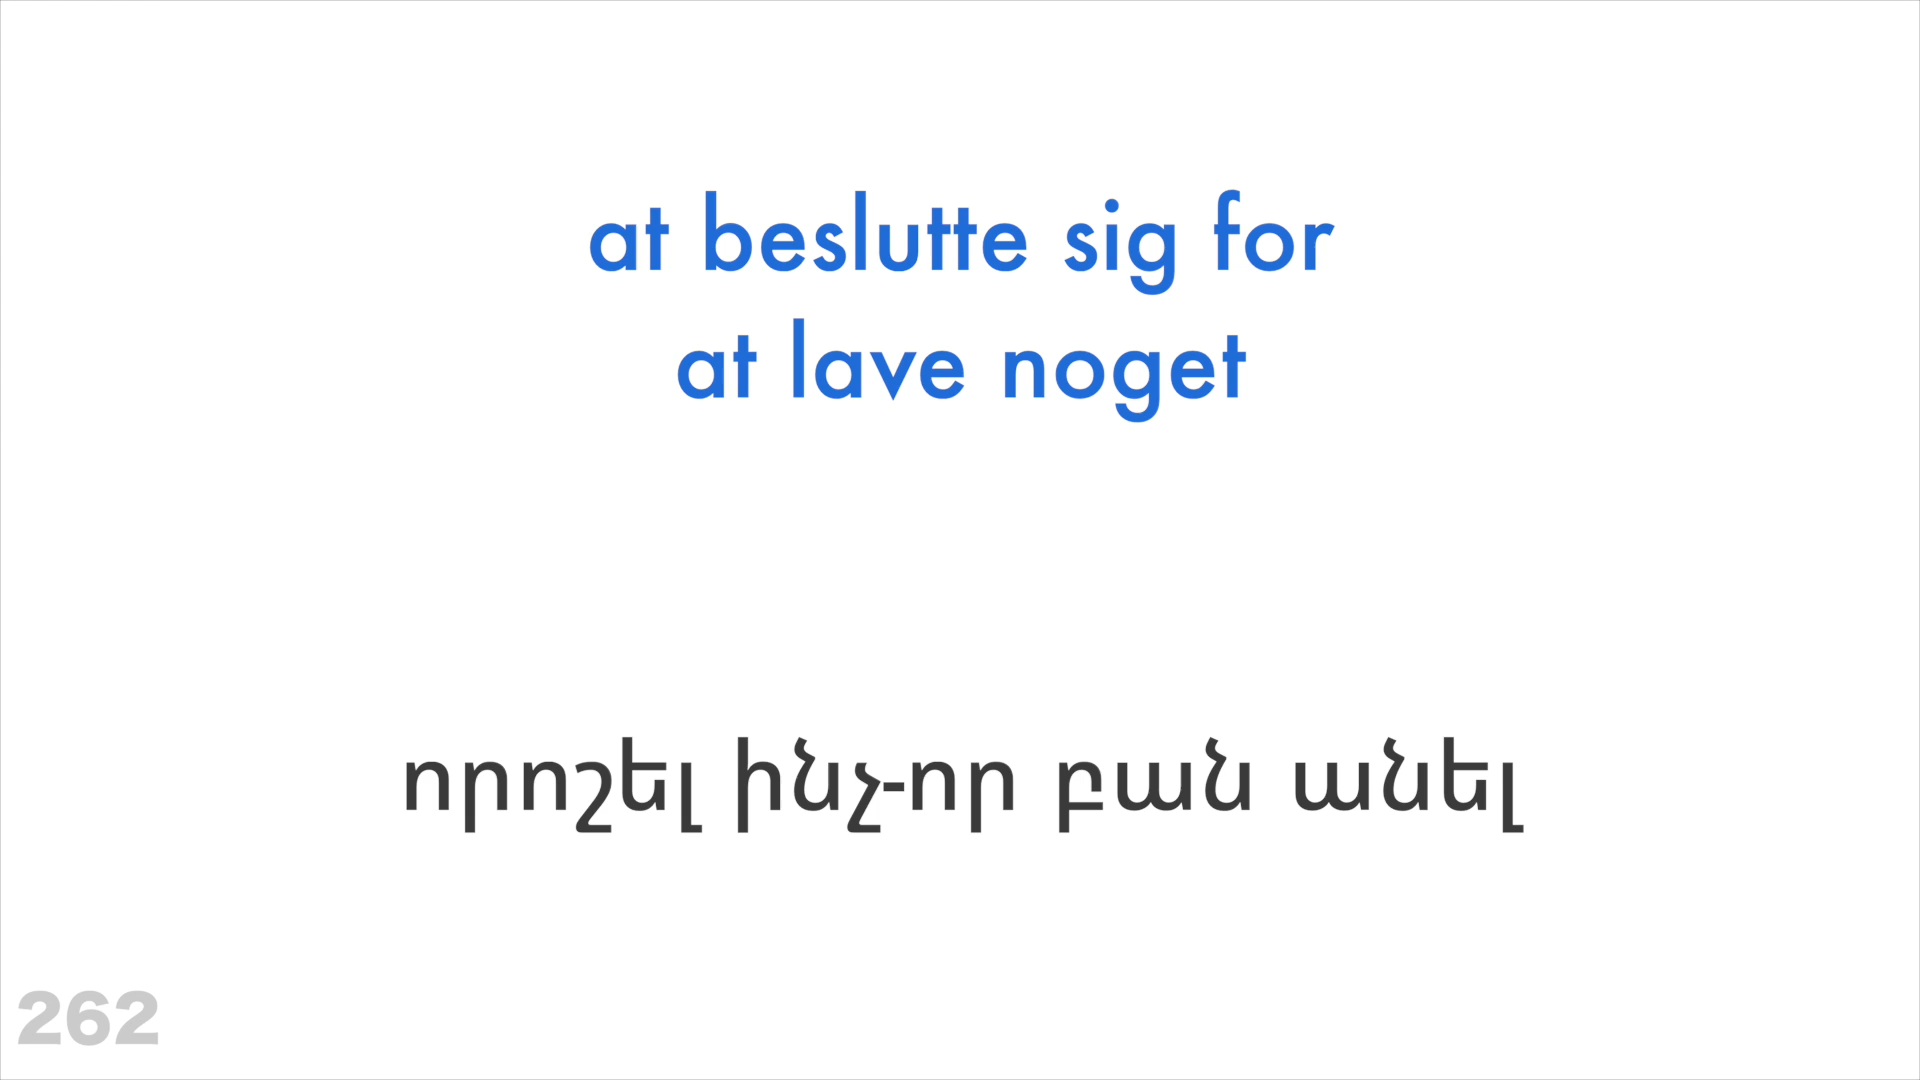 at beslutte sig for
at lave noget
որոշել ինչ-որ բան անել
262